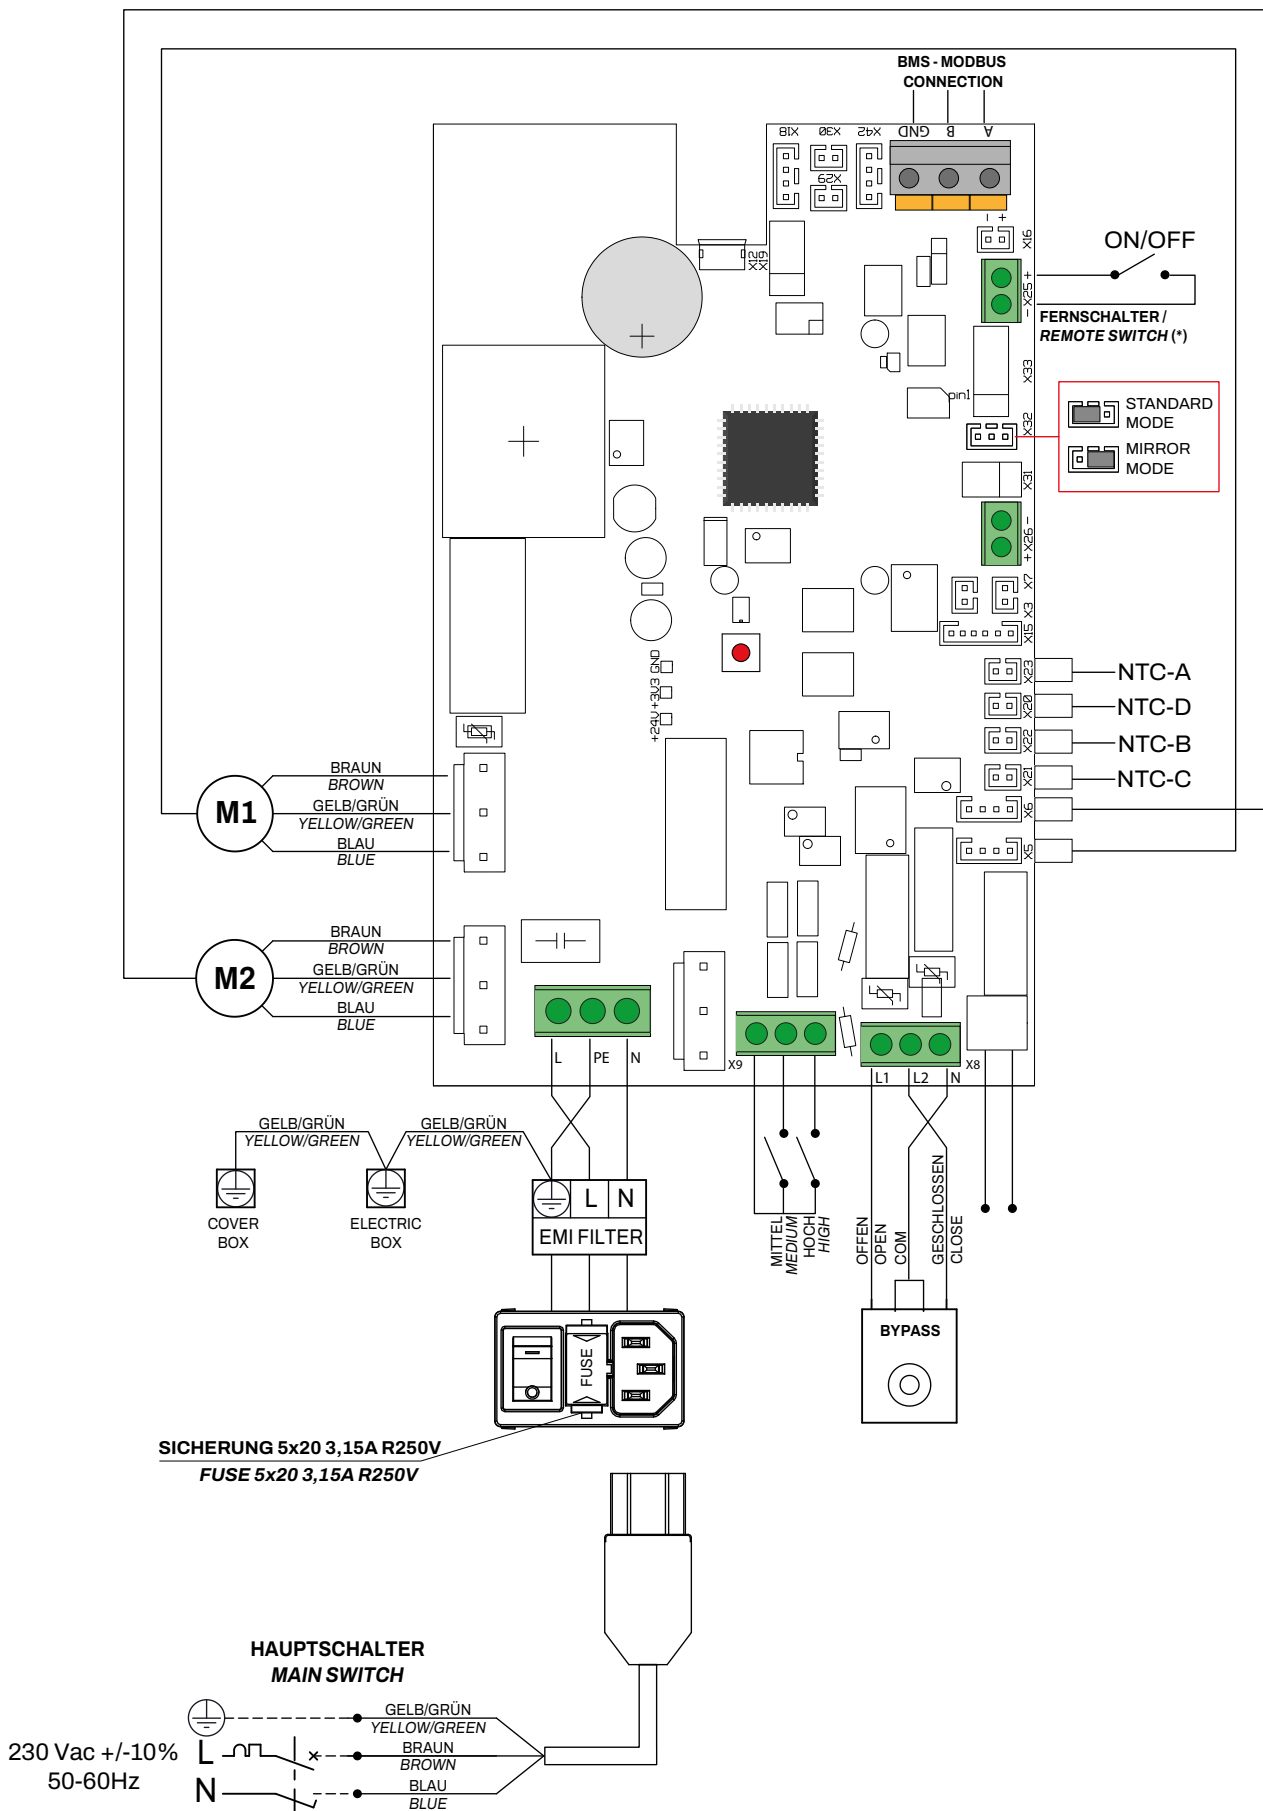 BMS - MODBUS
CONNECTION
X18
X30
X42
GND
B
A
X29
- +
X16
X12
X19
ON/OFF
- X25 +
FERNSCHALTER /
REMOTE SWITCH (*)
X33
pin1
X32
STANDARD
MODE
MIRROR
MODE
X31
+ X26 -
X7
X3
X15
+24V +3V3 GND
X23
NTC-A
X20
NTC-D
X22
NTC-B
X21
NTC-C
X6
X5
M1
BRAUN
BROWN
GELB/GRÜN
YELLOW/GREEN
BLAU
BLUE
M2
BRAUN
BROWN
GELB/GRÜN
YELLOW/GREEN
BLAU
BLUE
L
PE
N
X9
L1
L2
N
X8
GELB/GRÜN
YELLOW/GREEN
GELB/GRÜN
YELLOW/GREEN
COVER
BOX
ELECTRIC
BOX
L
N
EMI FILTER
MITTEL
MEDIUM
HOCH
HIGH
OFFEN
OPEN
COM
GESCHLOSSEN
CLOSE
BYPASS
FUSE
SICHERUNG 5x20 3,15A R250V
FUSE 5x20 3,15A R250V
HAUPTSCHALTER
MAIN SWITCH
GELB/GRÜN
YELLOW/GREEN
230 Vac +/-10%
50-60Hz
L
BRAUN
BROWN
N
BLAU
BLUE